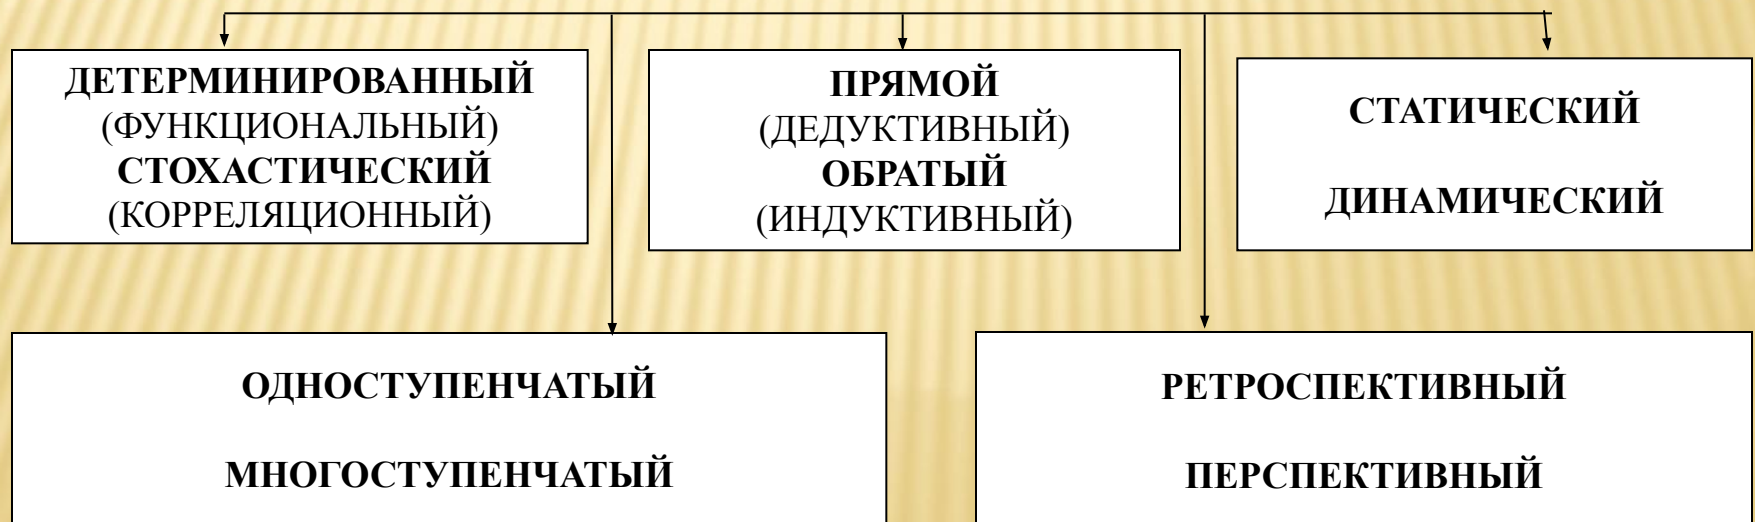 ДЕТЕРМИНИРОВАННЫЙ
(ФУНКЦИОНАЛЬНЫЙ)
СТОХАСТИЧЕСКИЙ
(КОРРЕЛЯЦИОННЫЙ)
ПРЯМОЙ
(ДЕДУКТИВНЫЙ)
ОБРАТЫЙ
(ИНДУКТИВНЫЙ)
СТАТИЧЕСКИЙ
ДИНАМИЧЕСКИЙ
ОДНОСТУПЕНЧАТЫЙ
МНОГОСТУПЕНЧАТЫЙ
РЕТРОСПЕКТИВНЫЙ
ПЕРСПЕКТИВНЫЙ